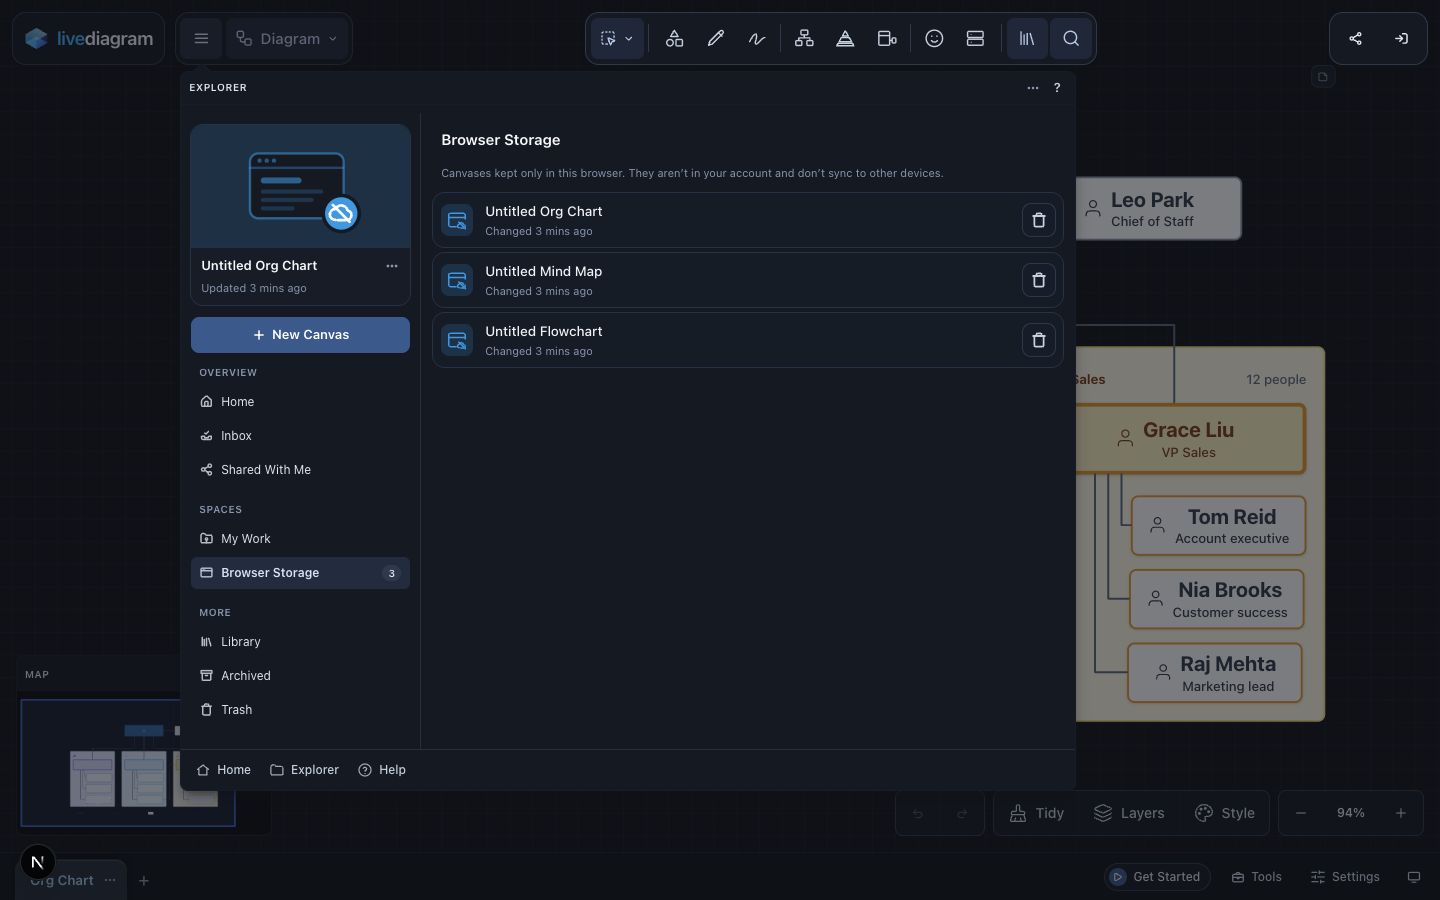 livediagram
Diagram
EXPLORER
?
Untitled Org Chart
Updated 3 mins ago
New Canvas
OVERVIEW
Home
Inbox
Shared With Me
SPACES
My Work
Browser Storage 3
MORE
Library
Archived
Trash
Browser Storage
Canvases kept only in this browser. They aren't in your account and don't sync to other devices.
Untitled Org Chart
Changed 3 mins ago
Untitled Mind Map
Changed 3 mins ago
Untitled Flowchart
Changed 3 mins ago
Home Explorer Help
Leo Park
Chief of Staff
Sales 12 people
Grace Liu
VP Sales
Tom Reid
Account executive
Nia Brooks
Customer success
Raj Mehta
Marketing lead
MAP
Tidy Layers Style 94%
N
Org Chart
Get Started Tools Settings